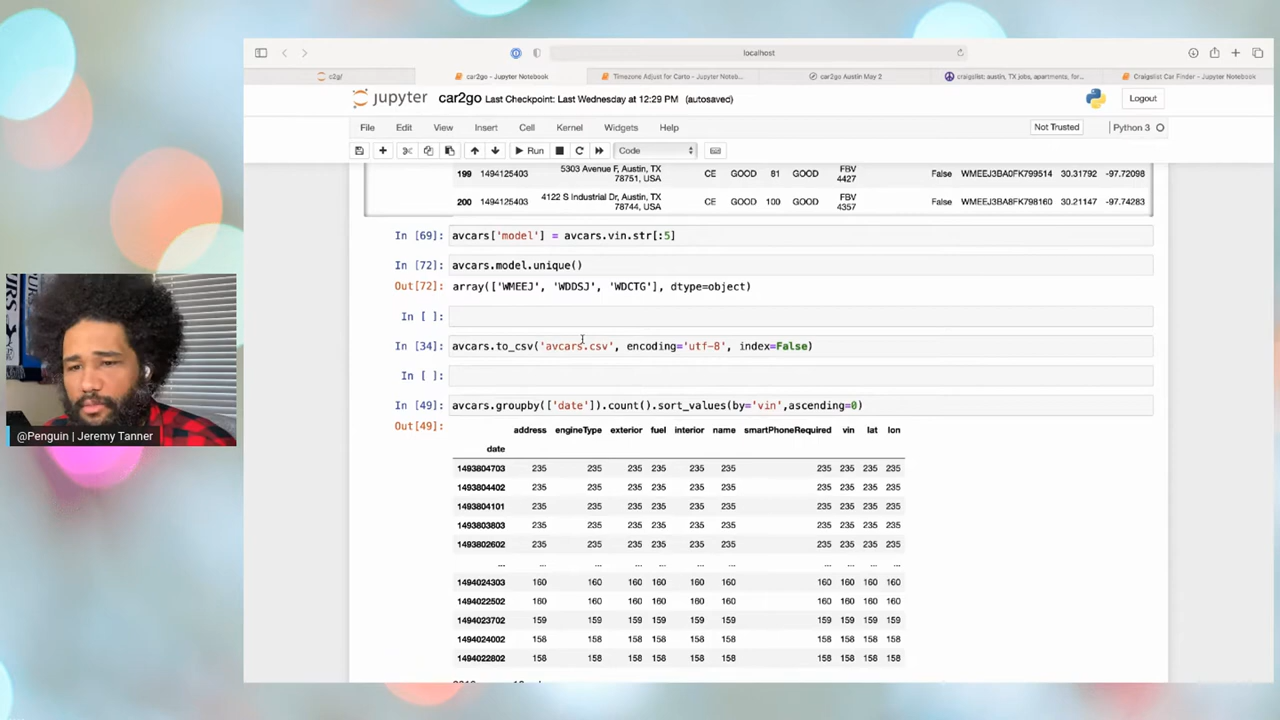 localhost
c2g/
car2go - Jupyter Notebook
Timezone Adjust for Carto - Jupyter Noteb...
car2go Austin May 2
craigslist: austin, TX jobs, apartments, for...
Craigslist Car Finder - Jupyter Notebook
jupyter car2go Last Checkpoint: Last Wednesday at 12:29 PM (autosaved)
Logout
File Edit View Insert Cell Kernel Widgets Help
Not Trusted
Python 3
Run
Code
199 1494125403 5303 Avenue F, Austin, TX 78751, USA CE GOOD 81 GOOD FBV 4427 False WMEEJ3BA0FK799514 30.31792 -97.72098
200 1494125403 4122 S Industrial Dr, Austin, TX 78744, USA CE GOOD 100 GOOD FBV 4357 False WMEEJ3BA8FK798160 30.21147 -97.74283
In [69]: avcars['model'] = avcars.vin.str[:5]
In [72]: avcars.model.unique()
Out[72]: array(['WMEEJ', 'WDDSJ', 'WDCTG'], dtype=object)
In [ ]:
In [34]: avcars.to_csv('avcars.csv', encoding='utf-8', index=False)
In [ ]:
In [49]: avcars.groupby(['date']).count().sort_values(by='vin',ascending=0)
Out[49]:
address engineType exterior fuel interior name smartPhoneRequired vin lat lon
date
1493804703 235 235 235 235 235 235 235 235 235 235
1493804402 235 235 235 235 235 235 235 235 235 235
1493804101 235 235 235 235 235 235 235 235 235 235
1493803803 235 235 235 235 235 235 235 235 235 235
1493802602 235 235 235 235 235 235 235 235 235 235
... ... ... ... ... ... ... ... ... ... ...
1494024303 160 160 160 160 160 160 160 160 160 160
1494022502 160 160 160 160 160 160 160 160 160 160
1494023702 159 159 159 159 159 159 159 159 159 159
1494024002 158 158 158 158 158 158 158 158 158 158
1494022802 158 158 158 158 158 158 158 158 158 158
@Penguin | Jeremy Tanner